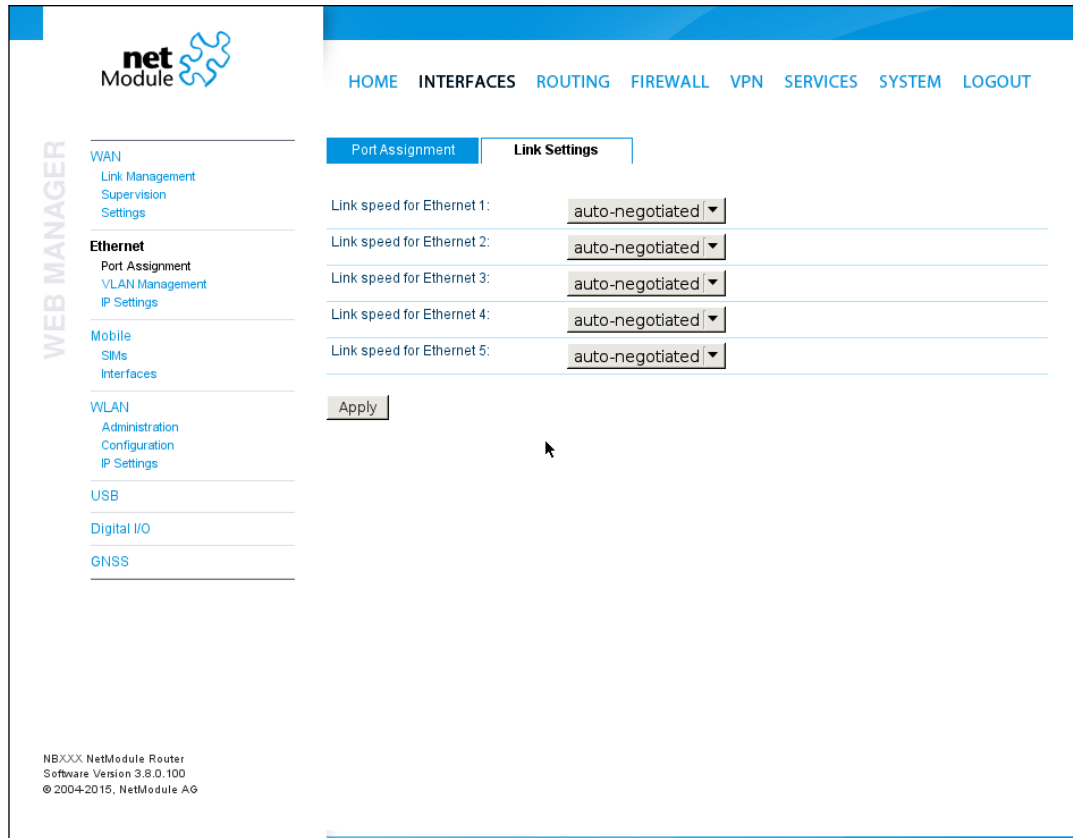 net
Module
HOME INTERFACES ROUTING FIREWALL VPN SERVICES SYSTEM LOGOUT
WEB MANAGER
WAN
Link Management
Supervision
Settings
Ethernet
Port Assignment
VLAN Management
IP Settings
Mobile
SIMs
Interfaces
WLAN
Administration
Configuration
IP Settings
USB
Digital I/O
GNSS
Port Assignment Link Settings
Link speed for Ethernet 1: auto-negotiated
Link speed for Ethernet 2: auto-negotiated
Link speed for Ethernet 3: auto-negotiated
Link speed for Ethernet 4: auto-negotiated
Link speed for Ethernet 5: auto-negotiated
Apply
NBXXX NetModule Router
Software Version 3.8.0.100
© 2004-2015, NetModule AG